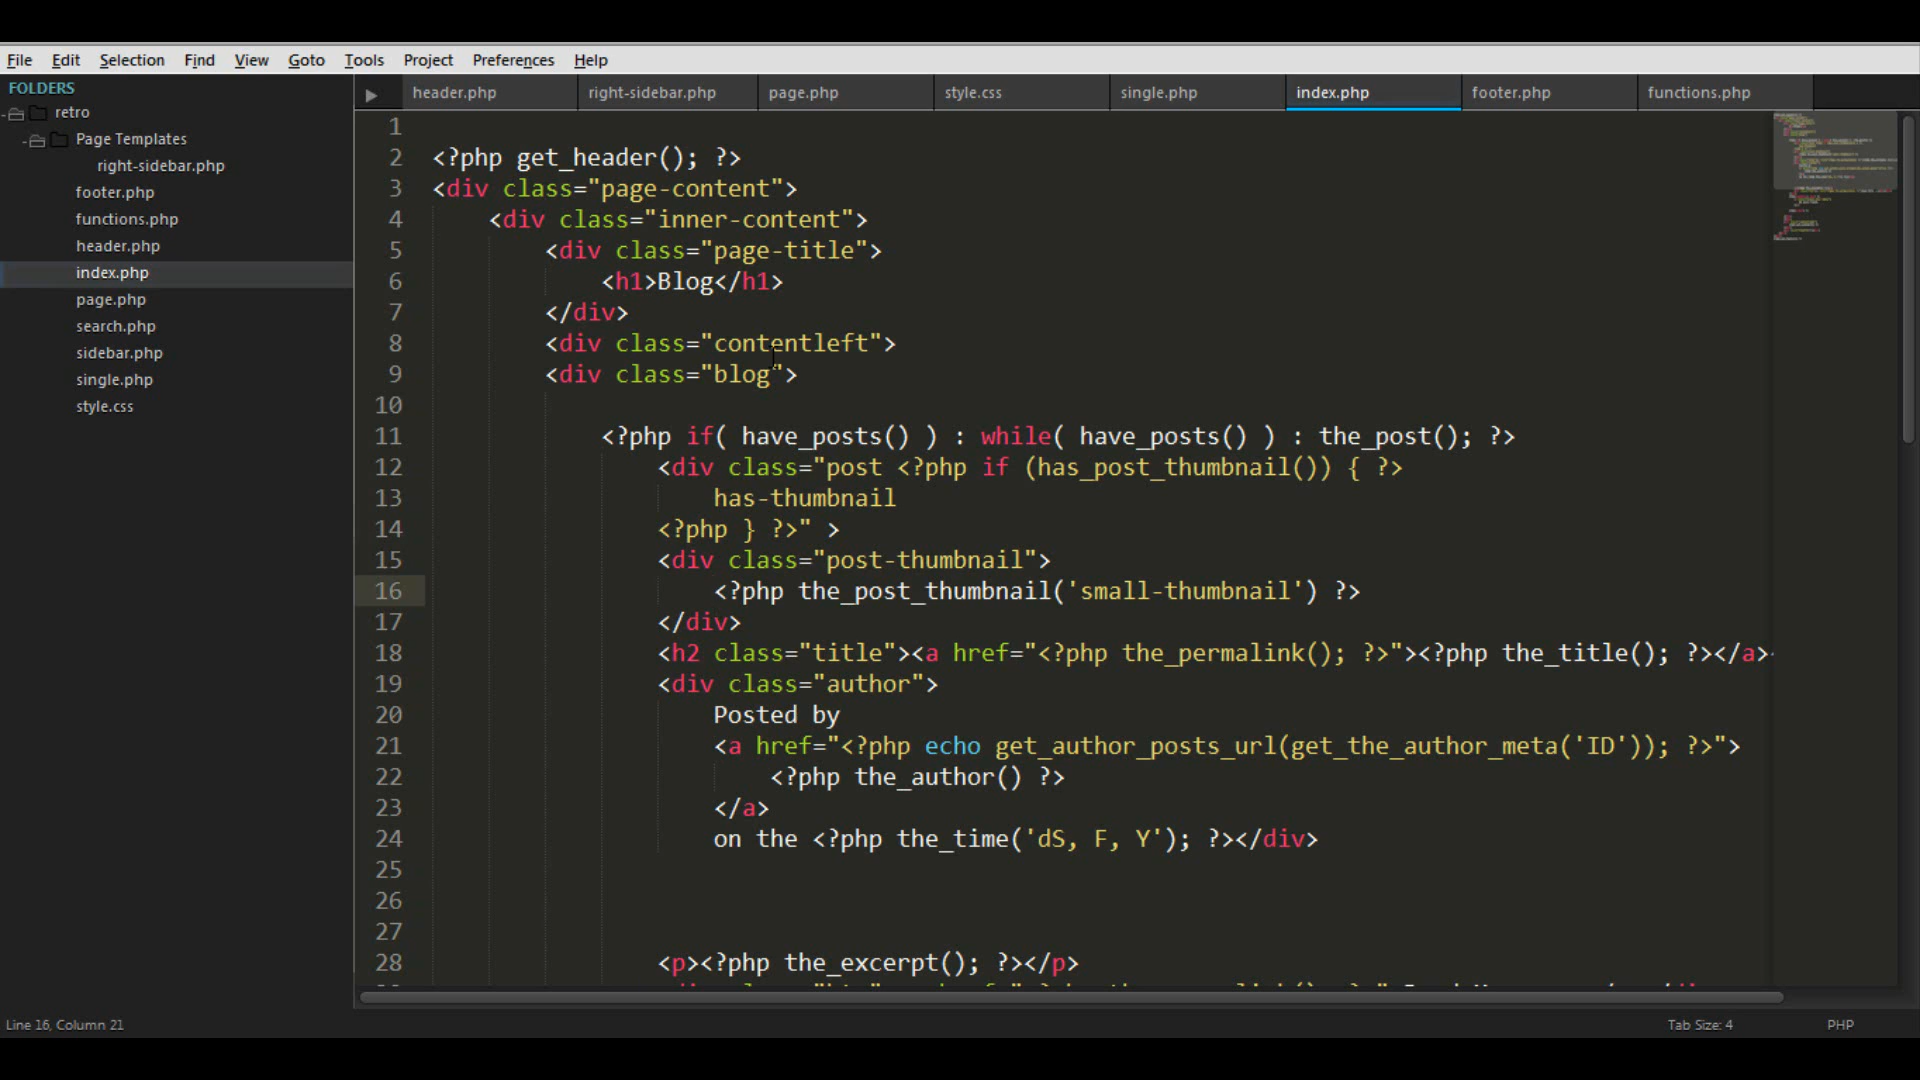 File Edit Selection Find View Goto Tools Project Preferences Help
FOLDERS
retro
Page Templates
right-sidebar.php
footer.php
functions.php
header.php
index.php
page.php
search.php
sidebar.php
single.php
style.css
header.php right-sidebar.php page.php style.css single.php index.php footer.php functions.php
1
2 <?php get_header(); ?>
3 <div class="page-content">
4 <div class="inner-content">
5 <div class="page-title">
6 <h1>Blog</h1>
7 </div>
8 <div class="contentleft">
9 <div class="blog">
10
11 <?php if( have_posts() ) : while( have_posts() ) : the_post(); ?>
12 <div class="post <?php if (has_post_thumbnail()) { ?>
13 has-thumbnail
14 <?php } ?>" >
15 <div class="post-thumbnail">
16 <?php the_post_thumbnail('small-thumbnail') ?>
17 </div>
18 <h2 class="title"><a href="<?php the_permalink(); ?>"><?php the_title(); ?></a>
19 <div class="author">
20 Posted by
21 <a href="<?php echo get_author_posts_url(get_the_author_meta('ID')); ?>">
22 <?php the_author() ?>
23 </a>
24 on the <?php the_time('dS, F, Y'); ?></div>
25
26
27
28 <p><?php the_excerpt(); ?></p>
Line 16, Column 21
Tab Size: 4 PHP